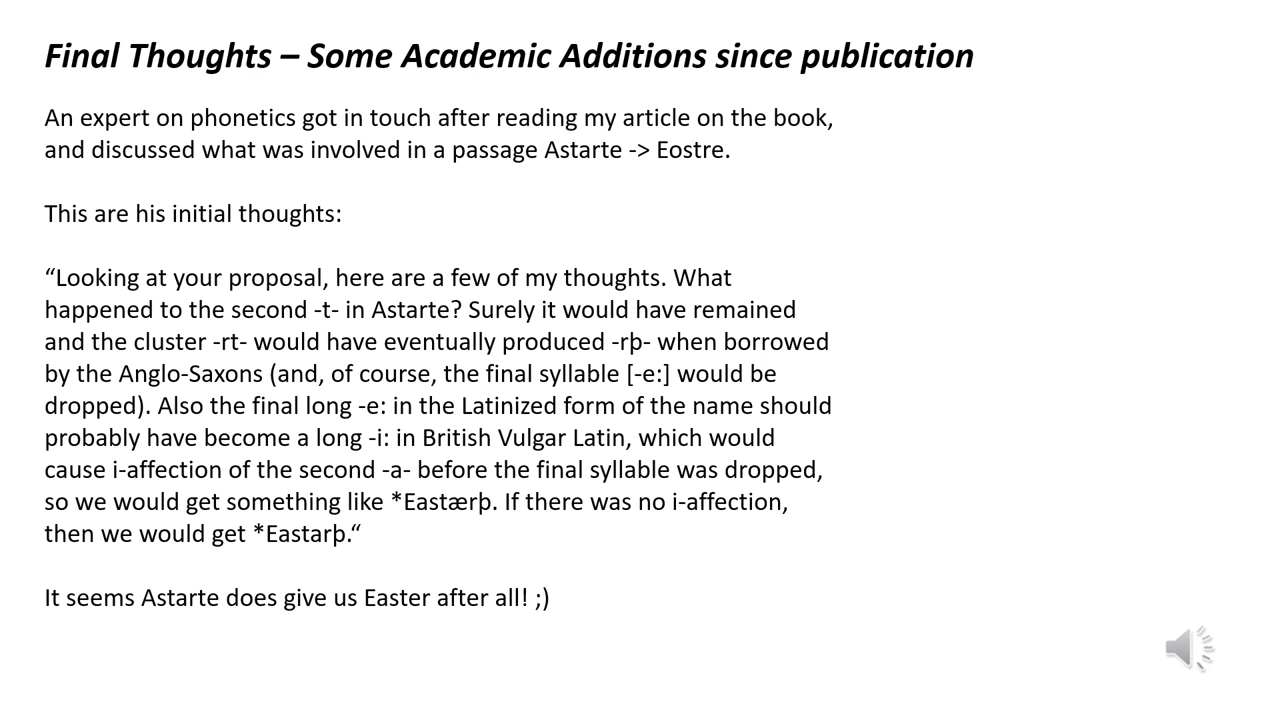 Final Thoughts – Some Academic Additions since publication
An expert on phonetics got in touch after reading my article on the book,
and discussed what was involved in a passage Astarte -> Eostre.
This are his initial thoughts:
“Looking at your proposal, here are a few of my thoughts. What
happened to the second -t- in Astarte? Surely it would have remained
and the cluster -rt- would have eventually produced -rþ- when borrowed
by the Anglo-Saxons (and, of course, the final syllable [-e:] would be
dropped). Also the final long -e: in the Latinized form of the name should
probably have become a long -i: in British Vulgar Latin, which would
cause i-affection of the second -a- before the final syllable was dropped,
so we would get something like *Eastærþ. If there was no i-affection,
then we would get *Eastarþ.“
It seems Astarte does give us Easter after all! ;)